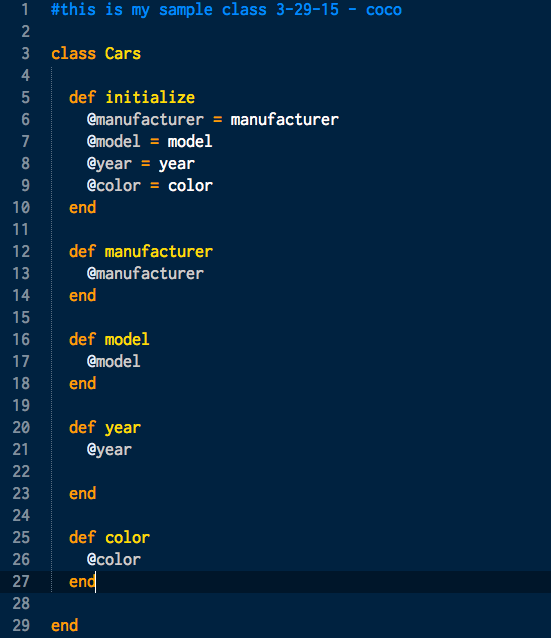 1 #this is my sample class 3-29-15 - coco
2
3 class Cars
4
5 def initialize
6 @manufacturer = manufacturer
7 @model = model
8 @year = year
9 @color = color
10 end
11
12 def manufacturer
13 @manufacturer
14 end
15
16 def model
17 @model
18 end
19
20 def year
21 @year
22
23 end
24
25 def color
26 @color
27 end
28
29 end